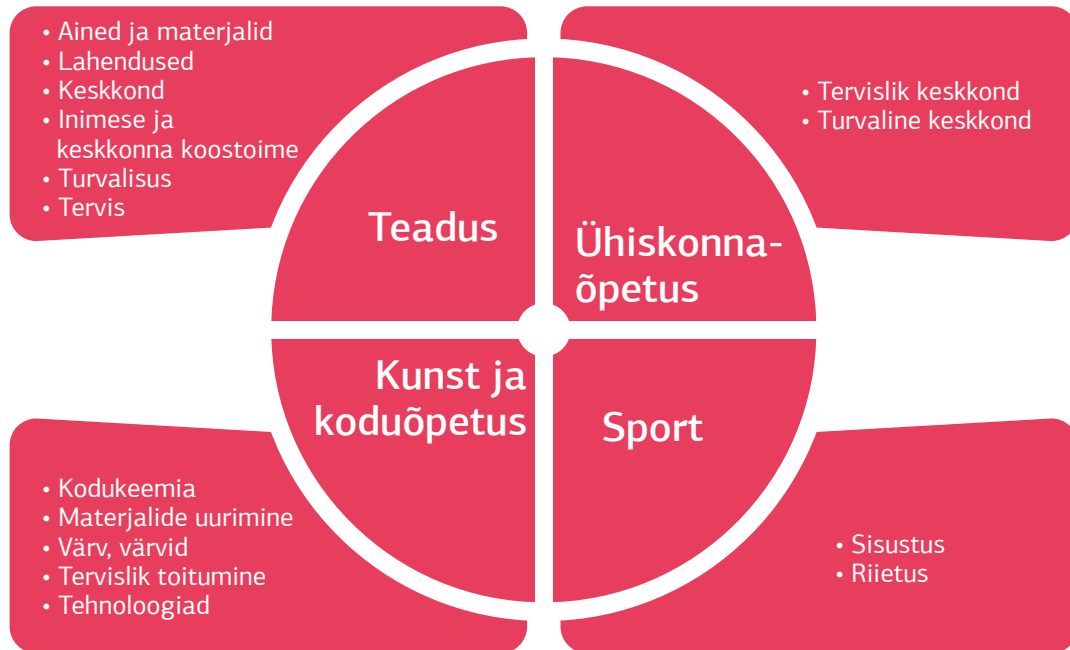 • Ained ja materjalid
• Lahendused
• Keskkond
• Inimese ja
keskkonna koostoime
• Turvalisus
• Tervis
• Tervislik keskkond
• Turvaline keskkond
Teadus
Ühiskonna-
õpetus
Kunst ja
koduõpetus
Sport
• Kodukeemia
• Materjalide uurimine
• Värv, värvid
• Tervislik toitumine
• Tehnoloogiad
• Sisustus
• Riietus